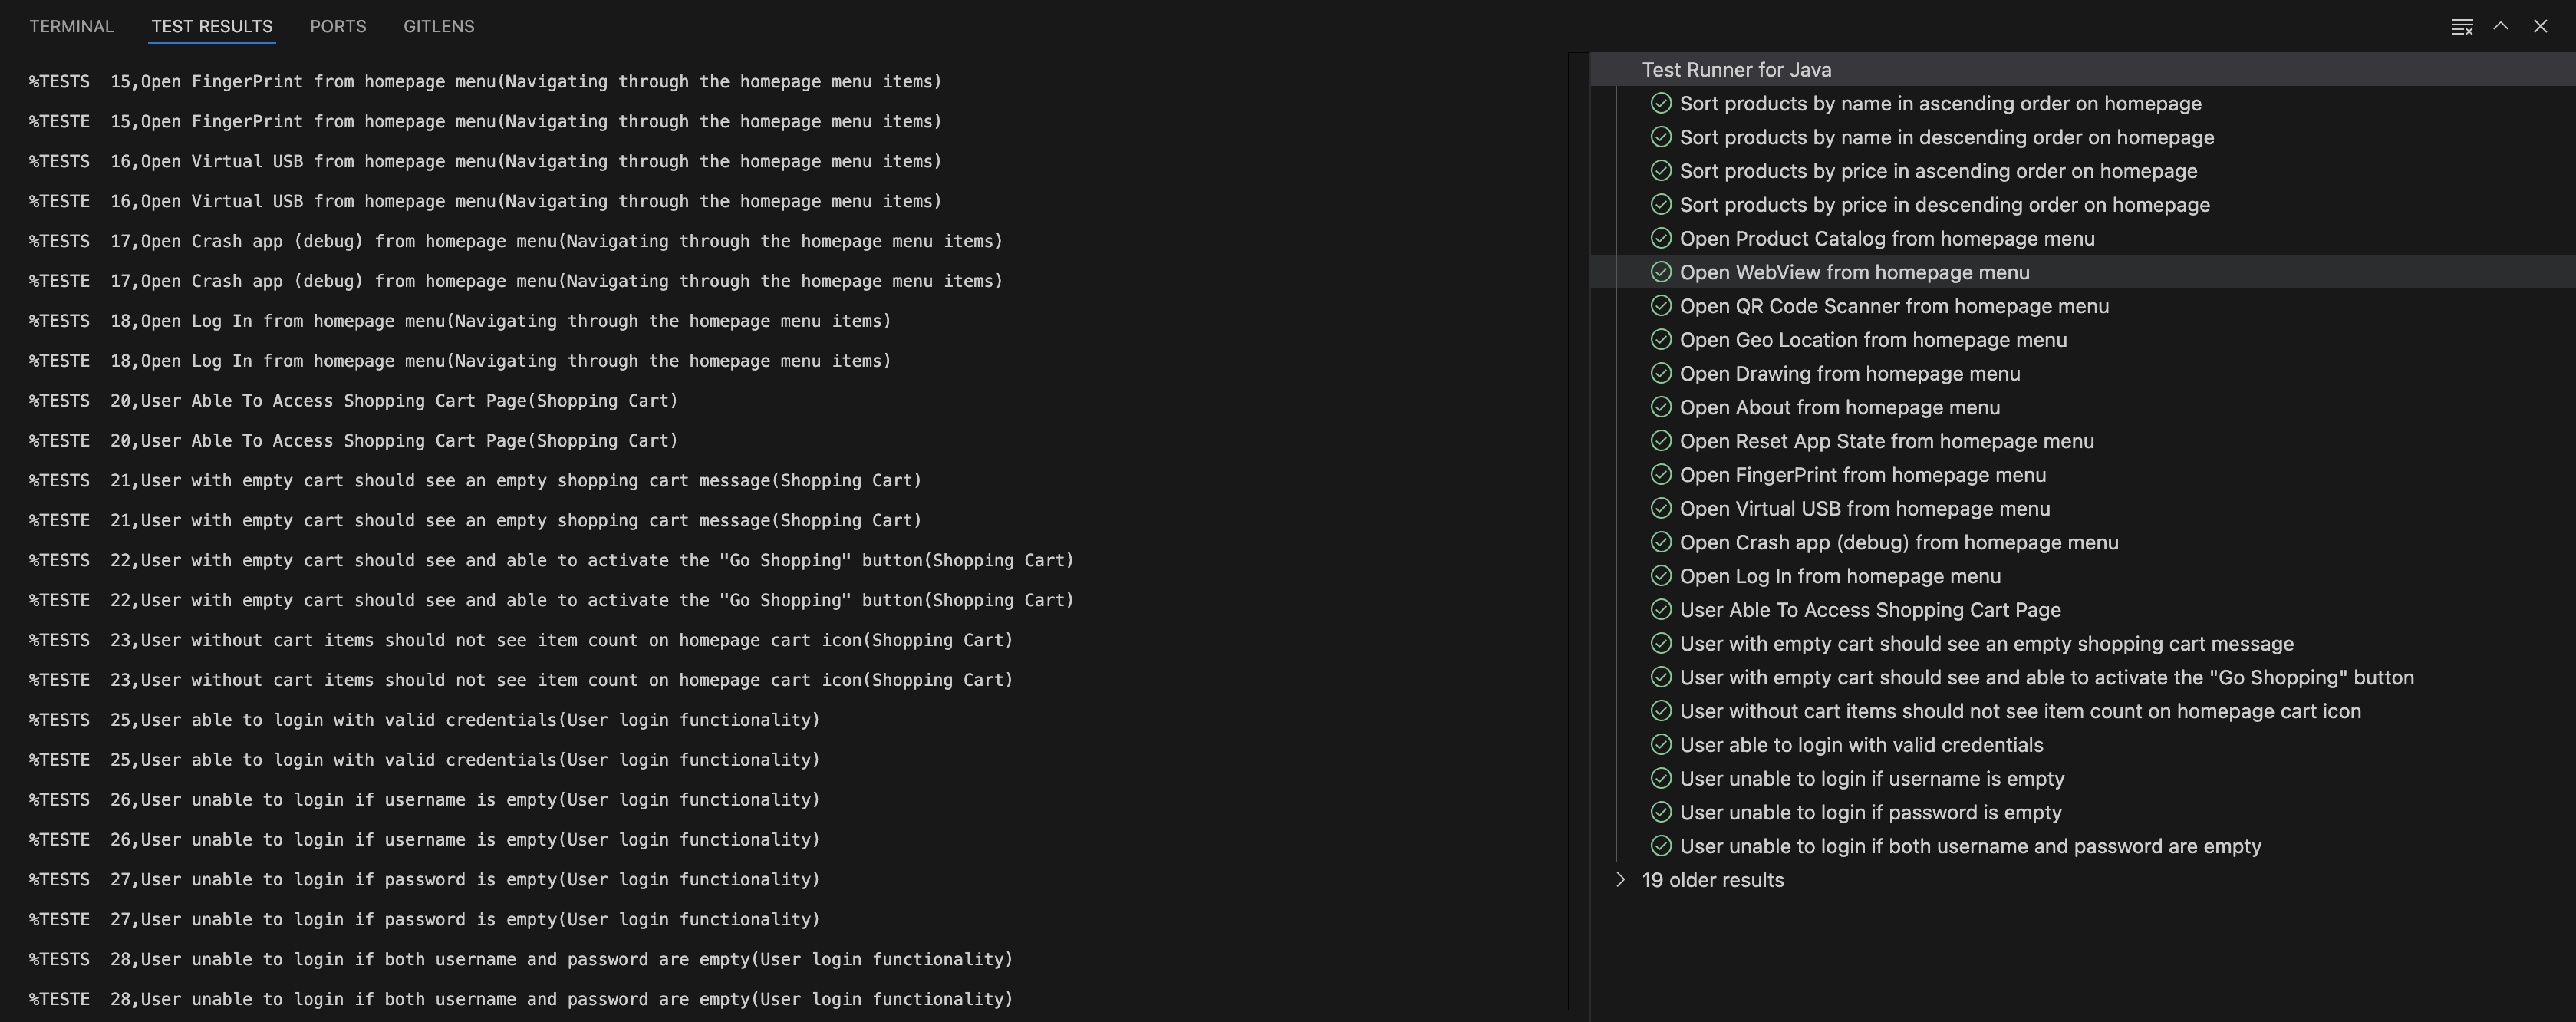 TERMINAL TEST RESULTS PORTS GITLENS
%TESTS 15,Open FingerPrint from homepage menu(Navigating through the homepage menu items)
%TESTE 15,Open FingerPrint from homepage menu(Navigating through the homepage menu items)
%TESTS 16,Open Virtual USB from homepage menu(Navigating through the homepage menu items)
%TESTE 16,Open Virtual USB from homepage menu(Navigating through the homepage menu items)
%TESTS 17,Open Crash app (debug) from homepage menu(Navigating through the homepage menu items)
%TESTE 17,Open Crash app (debug) from homepage menu(Navigating through the homepage menu items)
%TESTS 18,Open Log In from homepage menu(Navigating through the homepage menu items)
%TESTE 18,Open Log In from homepage menu(Navigating through the homepage menu items)
%TESTS 20,User Able To Access Shopping Cart Page(Shopping Cart)
%TESTE 20,User Able To Access Shopping Cart Page(Shopping Cart)
%TESTS 21,User with empty cart should see an empty shopping cart message(Shopping Cart)
%TESTE 21,User with empty cart should see an empty shopping cart message(Shopping Cart)
%TESTS 22,User with empty cart should see and able to activate the "Go Shopping" button(Shopping Cart)
%TESTE 22,User with empty cart should see and able to activate the "Go Shopping" button(Shopping Cart)
%TESTS 23,User without cart items should not see item count on homepage cart icon(Shopping Cart)
%TESTE 23,User without cart items should not see item count on homepage cart icon(Shopping Cart)
%TESTS 25,User able to login with valid credentials(User login functionality)
%TESTE 25,User able to login with valid credentials(User login functionality)
%TESTS 26,User unable to login if username is empty(User login functionality)
%TESTE 26,User unable to login if username is empty(User login functionality)
%TESTS 27,User unable to login if password is empty(User login functionality)
%TESTE 27,User unable to login if password is empty(User login functionality)
%TESTS 28,User unable to login if both username and password are empty(User login functionality)
%TESTE 28,User unable to login if both username and password are empty(User login functionality)
Test Runner for Java
Sort products by name in ascending order on homepage
Sort products by name in descending order on homepage
Sort products by price in ascending order on homepage
Sort products by price in descending order on homepage
Open Product Catalog from homepage menu
Open WebView from homepage menu
Open QR Code Scanner from homepage menu
Open Geo Location from homepage menu
Open Drawing from homepage menu
Open About from homepage menu
Open Reset App State from homepage menu
Open FingerPrint from homepage menu
Open Virtual USB from homepage menu
Open Crash app (debug) from homepage menu
Open Log In from homepage menu
User Able To Access Shopping Cart Page
User with empty cart should see an empty shopping cart message
User with empty cart should see and able to activate the "Go Shopping" button
User without cart items should not see item count on homepage cart icon
User able to login with valid credentials
User unable to login if username is empty
User unable to login if password is empty
User unable to login if both username and password are empty
19 older results